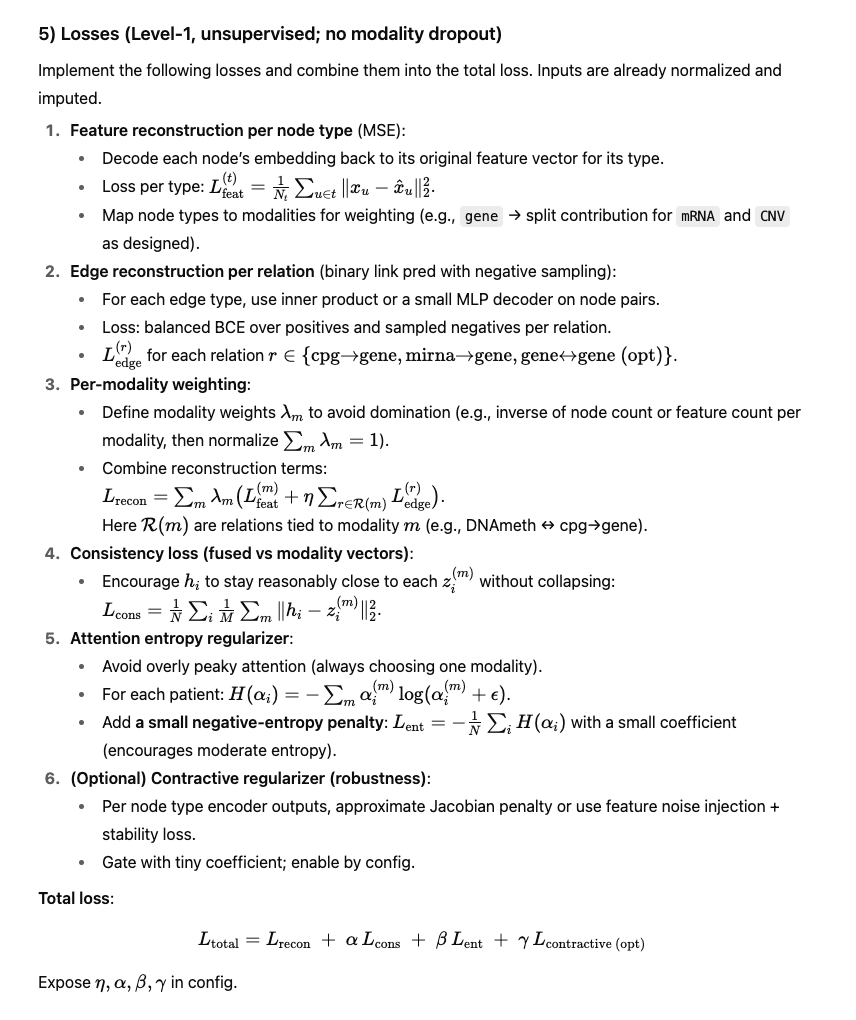 5) Losses (Level-1, unsupervised; no modality dropout)
Implement the following losses and combine them into the total loss. Inputs are already normalized and
imputed.
1. Feature reconstruction per node type (MSE):
• Decode each node's embedding back to its original feature vector for its type.
• Loss per type: $L_{\text{feat}}^{(t)} = \frac{1}{N_t} \sum_{u \in t} \|x_u - \hat{x}_u\|_2^2$.
• Map node types to modalities for weighting (e.g., gene → split contribution for mRNA and CNV
as designed).
2. Edge reconstruction per relation (binary link pred with negative sampling):
• For each edge type, use inner product or a small MLP decoder on node pairs.
• Loss: balanced BCE over positives and sampled negatives per relation.
• $L_{\text{edge}}^{(r)}$ for each relation $r \in \{\text{cpg→gene}, \text{mirna→gene}, \text{gene↔gene (opt)}\}$.
3. Per-modality weighting:
• Define modality weights $\lambda_m$ to avoid domination (e.g., inverse of node count or feature count per
modality, then normalize $\sum_m \lambda_m = 1$).
• Combine reconstruction terms:
$L_{\text{recon}} = \sum_m \lambda_m (L_{\text{feat}}^{(m)} + \eta \sum_{r \in \mathcal{R}(m)} L_{\text{edge}}^{(r)})$.
Here $\mathcal{R}(m)$ are relations tied to modality $m$ (e.g., DNAmeth ↔ cpg→gene).
4. Consistency loss (fused vs modality vectors):
• Encourage $h_i$ to stay reasonably close to each $z_i^{(m)}$ without collapsing:
$L_{\text{cons}} = \frac{1}{N} \sum_i \frac{1}{M} \sum_m \|h_i - z_i^{(m)}\|_2^2$.
5. Attention entropy regularizer:
• Avoid overly peaky attention (always choosing one modality).
• For each patient: $H(\alpha_i) = -\sum_m \alpha_i^{(m)} \log(\alpha_i^{(m)} + \epsilon)$.
• Add a small negative-entropy penalty: $L_{\text{ent}} = -\frac{1}{N} \sum_i H(\alpha_i)$ with a small coefficient
(encourages moderate entropy).
6. (Optional) Contractive regularizer (robustness):
• Per node type encoder outputs, approximate Jacobian penalty or use feature noise injection +
stability loss.
• Gate with tiny coefficient; enable by config.
Total loss:
$L_{\text{total}} = L_{\text{recon}} + \alpha L_{\text{cons}} + \beta L_{\text{ent}} + \gamma L_{\text{contractive (opt)}}$
Expose $\eta, \alpha, \beta, \gamma$ in config.